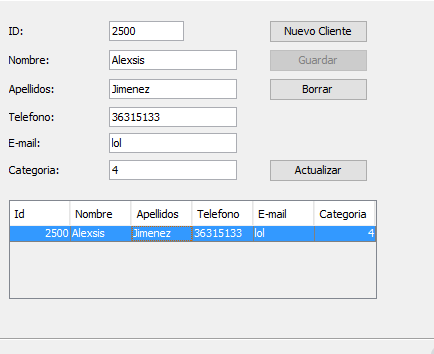 ID: 2500 Nuevo Cliente
Nombre: Alexsis Guardar
Apellidos: Jimenez Borrar
Telefono: 36315133
E-mail: lol
Categoria: 4 Actualizar
Id Nombre Apellidos Telefono E-mail Categoria
2500 Alexsis Jimenez 36315133 lol 4